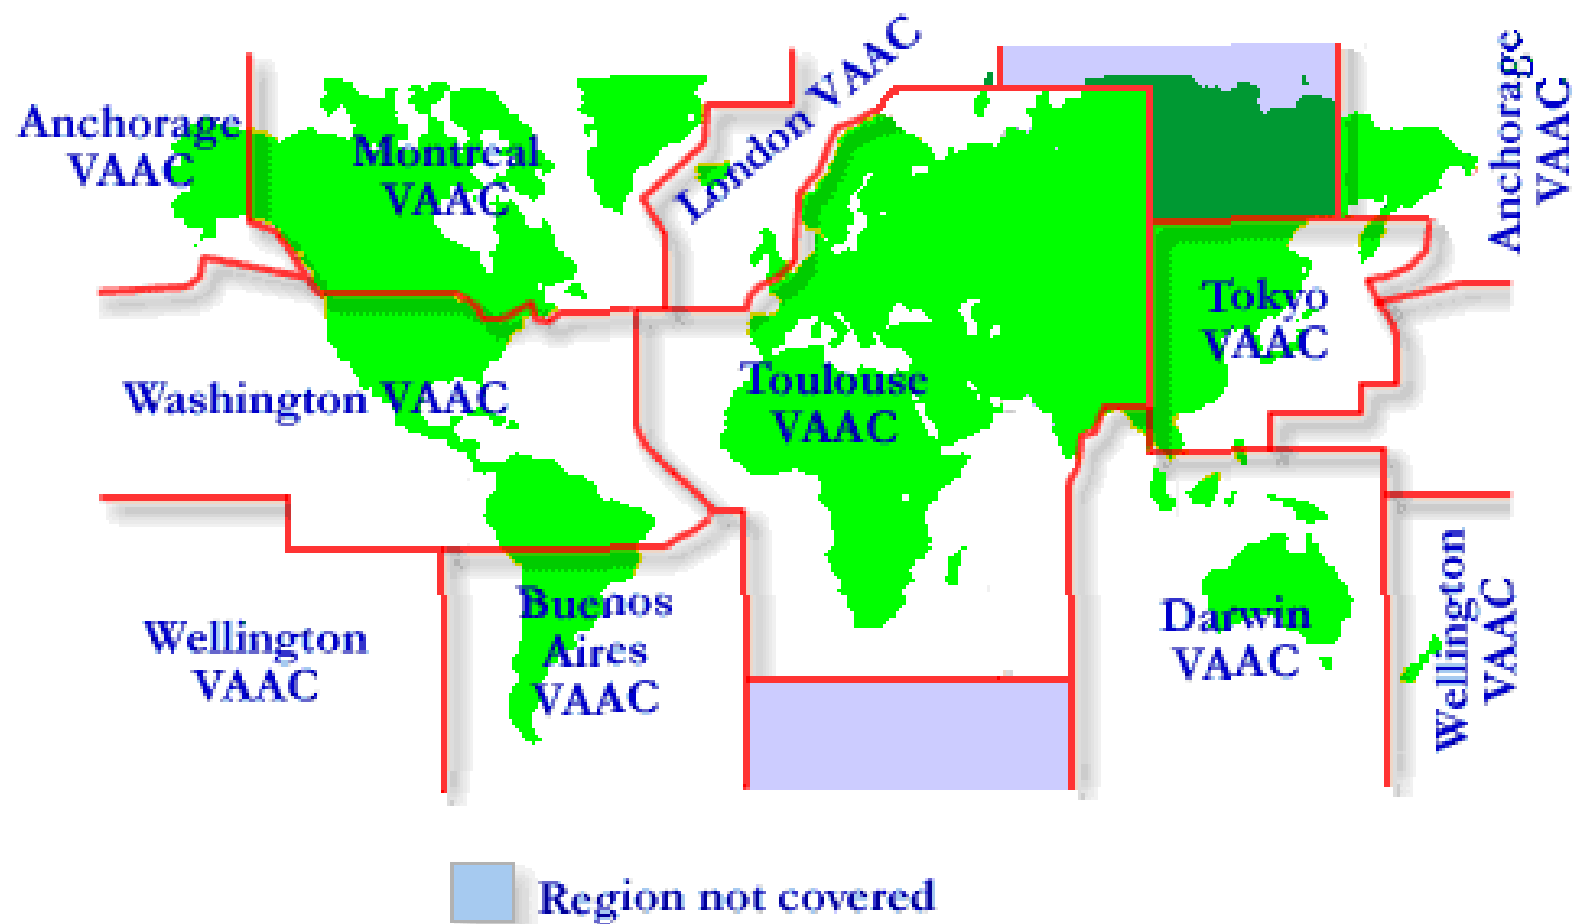 Anchorage
VAAC
Montreal
VAAC
London VAAC
Anchorage
VAAC
Tokyo
VAAC
Washington VAAC
Toulouse
VAAC
Wellington
VAAC
Buenos
Aires
VAAC
Darwin
VAAC
Wellington
VAAC
Region not covered